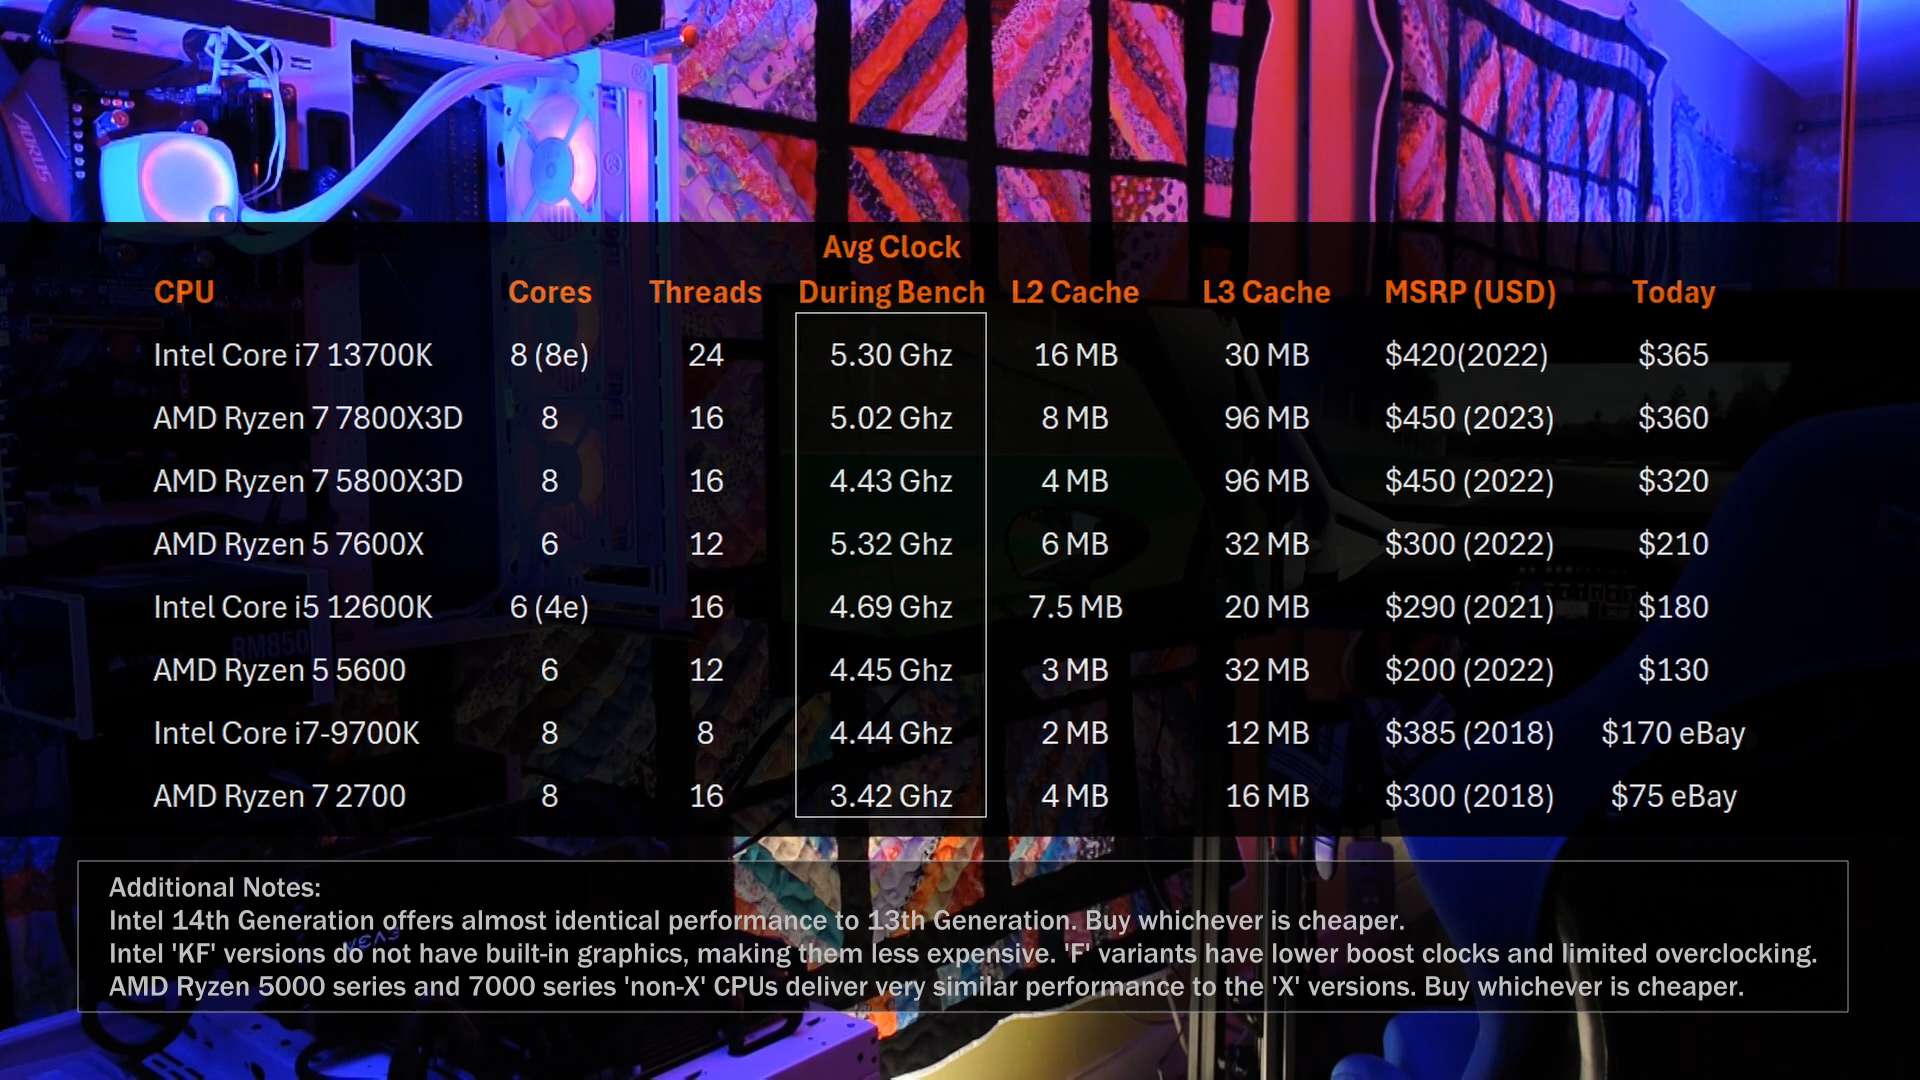 AORUS
Avg Clock
CPU Cores Threads During Bench L2 Cache L3 Cache MSRP (USD) Today
Intel Core i7 13700K 8 (8e) 24 5.30 Ghz 16 MB 30 MB $420(2022) $365
AMD Ryzen 7 7800X3D 8 16 5.02 Ghz 8 MB 96 MB $450 (2023) $360
AMD Ryzen 7 5800X3D 8 16 4.43 Ghz 4 MB 96 MB $450 (2022) $320
AMD Ryzen 5 7600X 6 12 5.32 Ghz 6 MB 32 MB $300 (2022) $210
Intel Core i5 12600K 6 (4e) 16 4.69 Ghz 7.5 MB 20 MB $290 (2021) $180
RM850
AMD Ryzen 5 5600 6 12 4.45 Ghz 3 MB 32 MB $200 (2022) $130
Intel Core i7-9700K 8 8 4.44 Ghz 2 MB 12 MB $385 (2018) $170 eBay
AMD Ryzen 7 2700 8 16 3.42 Ghz 4 MB 16 MB $300 (2018) $75 eBay
Additional Notes:
Intel 14th Generation offers almost identical performance to 13th Generation. Buy whichever is cheaper.
Intel 'KF' versions do not have built-in graphics, making them less expensive. 'F' variants have lower boost clocks and limited overclocking.
AMD Ryzen 5000 series and 7000 series 'non-X' CPUs deliver very similar performance to the 'X' versions. Buy whichever is cheaper.